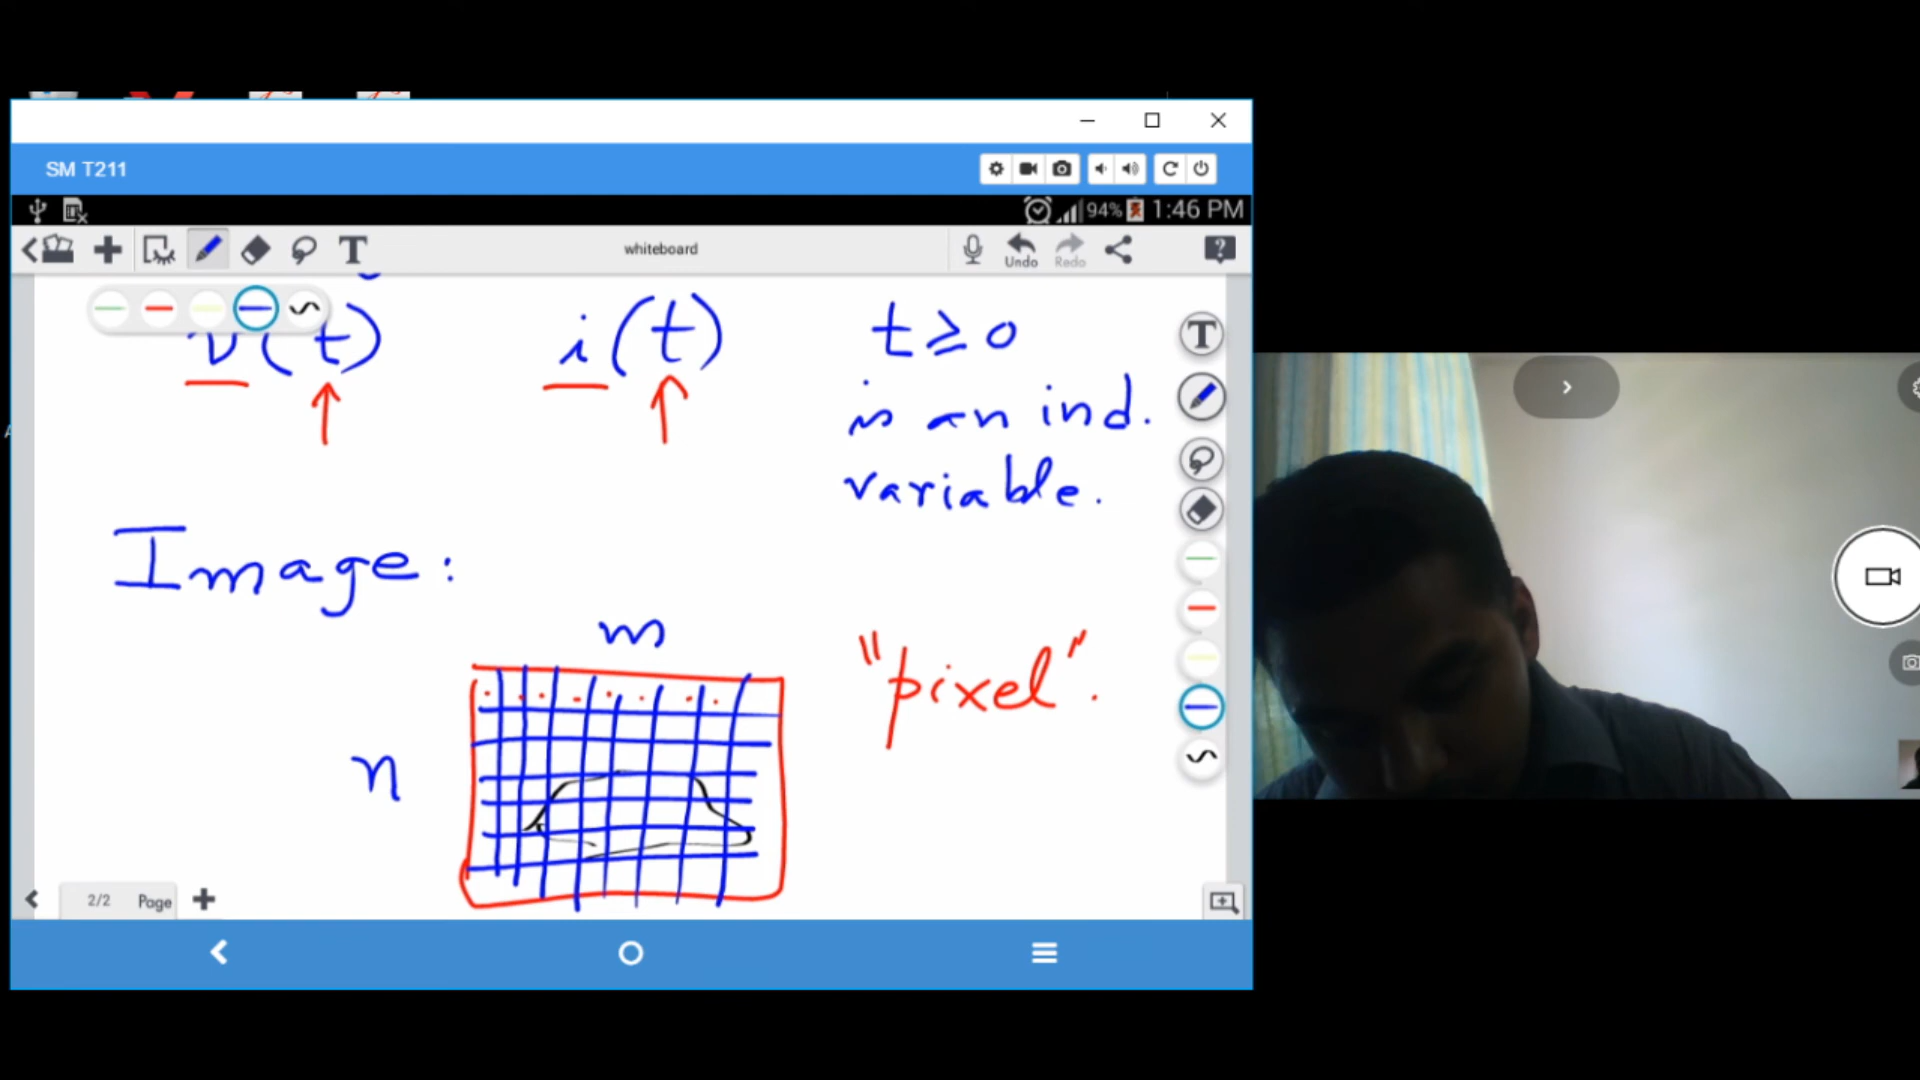 SM T211
94% 1:46 PM
T whiteboard Undo Redo ?
v(t) i(t) t ≥ 0
is an ind.
variable.
Image:
m
"pixel".
n
2/2 Page